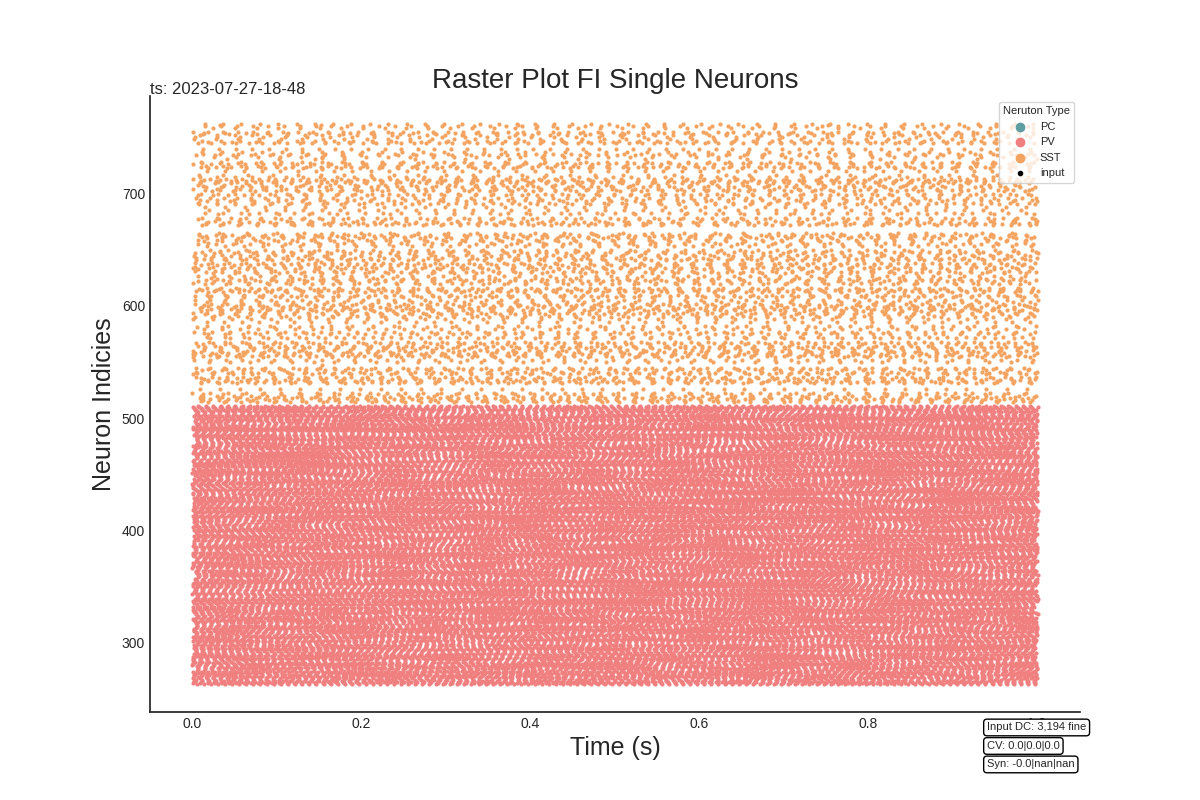 Raster Plot FI Single Neurons
ts: 2023-07-27-18-48
Neruton Type
PC
PV
SST
input
Neuron Indicies
700
600
500
400
300
0.0 0.2 0.4 0.6 0.8
Time (s)
Input DC: 3,194 fine
CV: 0.0|0.0|0.0
Syn: -0.0|nan|nan